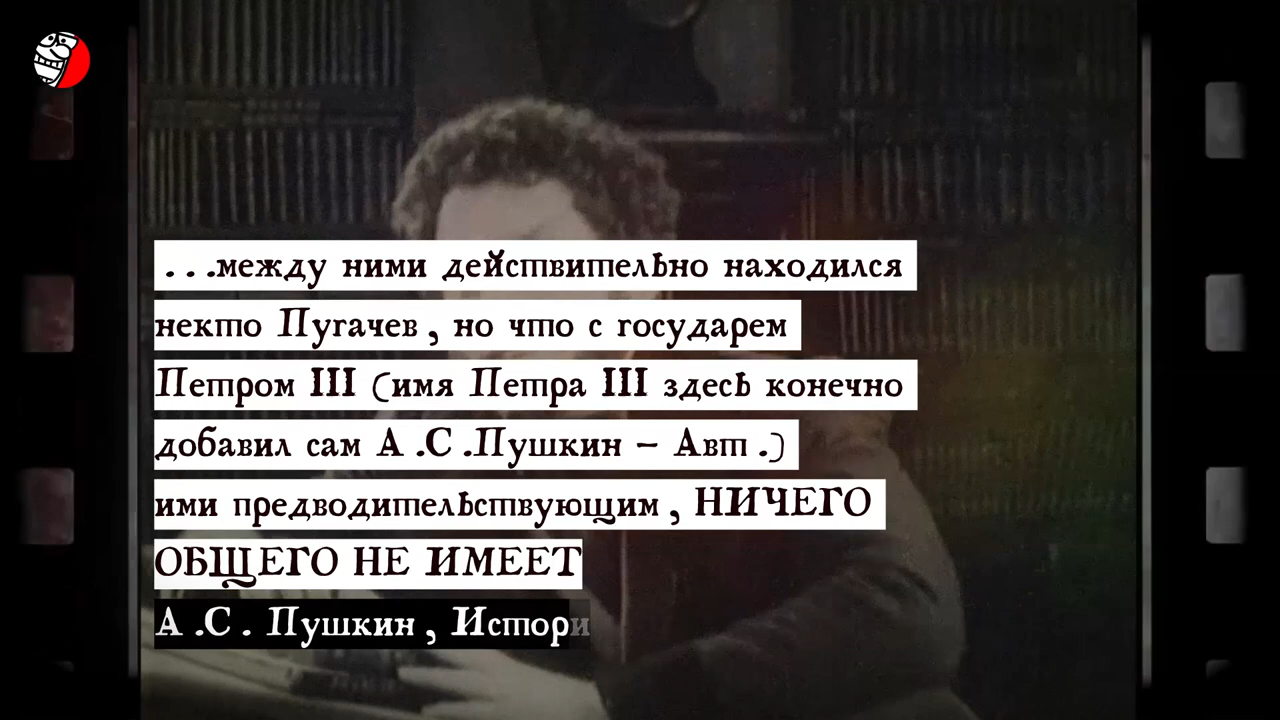 ...между ними действительно находился
некто Пугачев, но что с государем
Петром III (имя Петра III здесь конечно
добавил сам А.С.Пушкин – Авт.)
ими предводительствующим, НИЧЕГО
ОБЩЕГО НЕ ИМЕЕТ
А.С. Пушкин, Истори